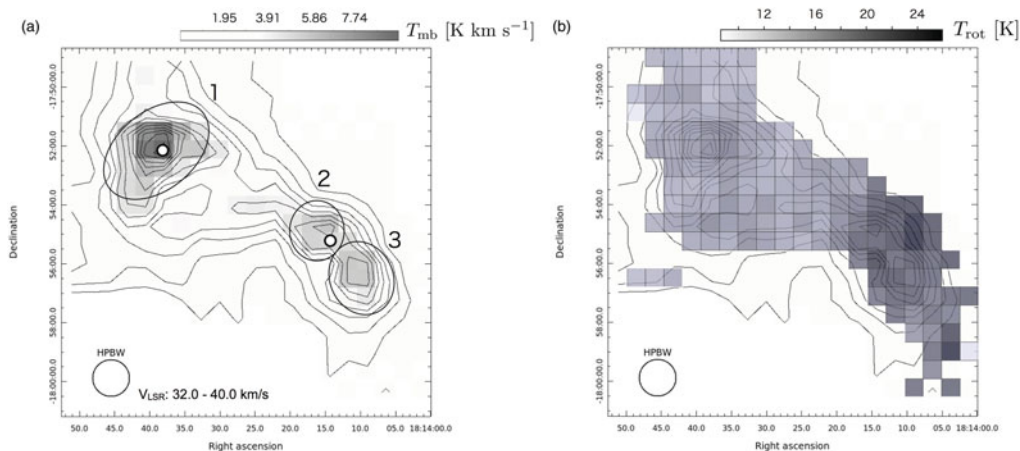 (a)
1.95 3.91 5.86 7.74
Tmb [K km s−1]
1
2
3
HPBW
VLSR: 32.0 - 40.0 km/s
Declination
-17:50:00.0
52:00.0
54:00.0
56:00.0
58:00.0
-18:00:00.0
50.0 45.0 40.0 35.0 30.0 25.0 20.0 15.0 10.0 05.0 18:14:00.0
Right ascension
(b)
12 16 20 24
Trot [K]
HPBW
Declination
-17:50:00.0
52:00.0
54:00.0
56:00.0
58:00.0
-18:00:00.0
50.0 45.0 40.0 35.0 30.0 25.0 20.0 15.0 10.0 05.0 18:14:00.0
Right ascension